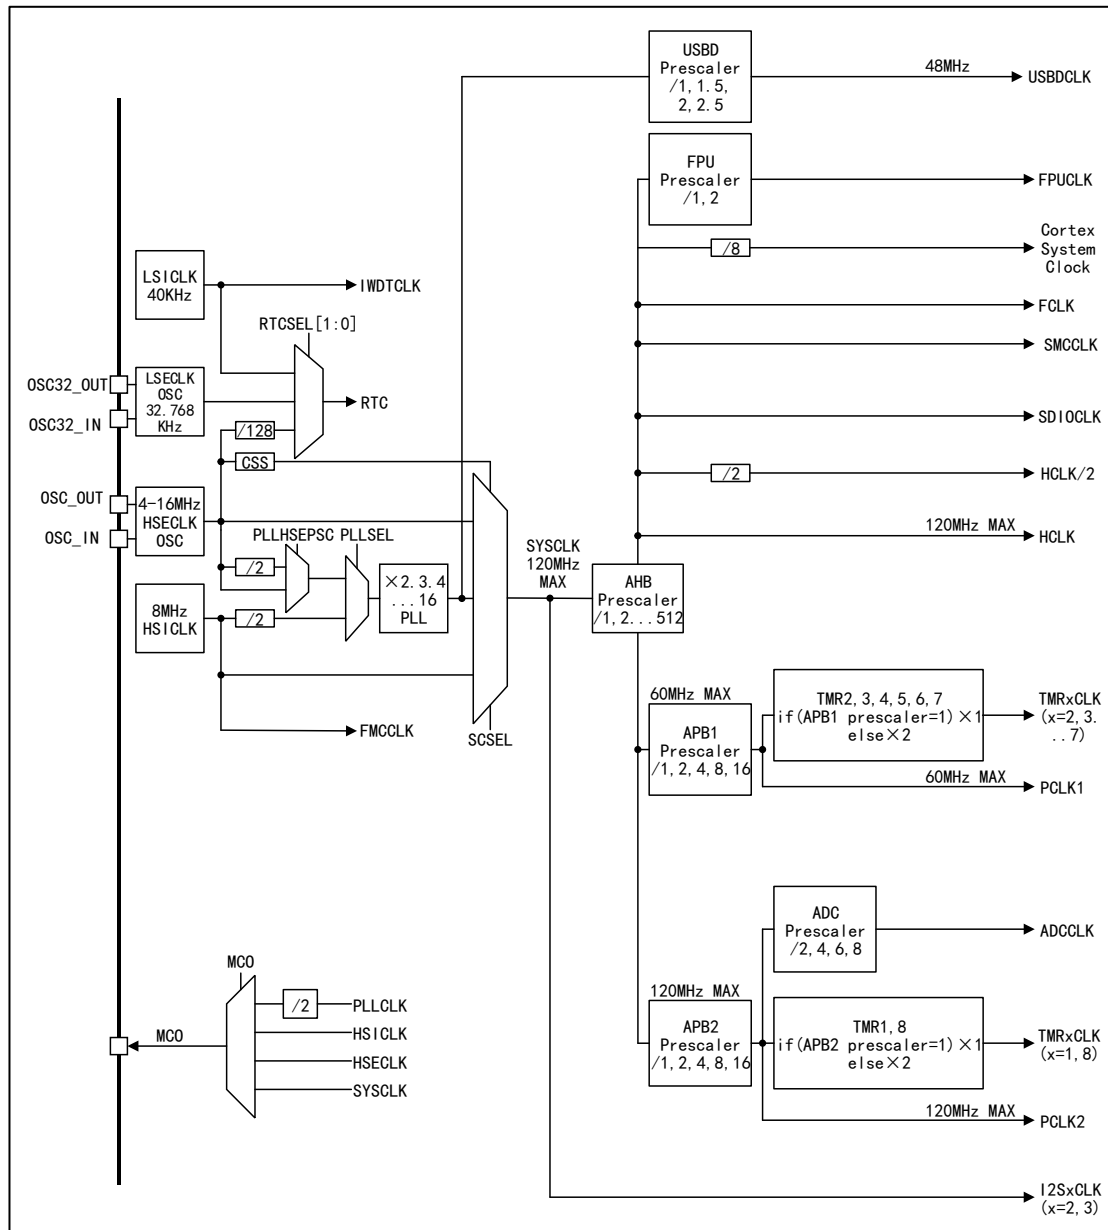 USBD
Prescaler
/1, 1.5,
2, 2.5
48MHz
USBDCLK
FPU
Prescaler
/1, 2
FPUCLK
/8
Cortex
System
Clock
LSICLK
40KHz
IWDTCLK
FCLK
RTCSEL[1:0]
SMCCLK
OSC32_OUT
OSC32_IN
LSECLK
OSC
32.768
KHz
RTC
SDIOCLK
/128
CSS
/2
HCLK/2
OSC_OUT
OSC_IN
4-16MHz
HSECLK
OSC
120MHz MAX
HCLK
PLLHSEPSC
PLLSEL
SYSCLK
120MHz
MAX
/2
×2.3.4
...16
PLL
AHB
Prescaler
/1, 2...512
8MHz
HSICLK
/2
FMCCLK
SCSEL
60MHz MAX
APB1
Prescaler
/1, 2, 4, 8, 16
TMR2, 3, 4, 5, 6, 7
if(APB1 prescaler=1)×1
else×2
TMRxCLK
(x=2, 3.
..7)
60MHz MAX
PCLK1
ADC
Prescaler
/2, 4, 6, 8
ADCCLK
MCO
/2
PLLCLK
HSICLK
HSECLK
SYSCLK
MCO
120MHz MAX
APB2
Prescaler
/1, 2, 4, 8, 16
TMR1, 8
if(APB2 prescaler=1)×1
else×2
TMRxCLK
(x=1, 8)
120MHz MAX
PCLK2
I2SxCLK
(x=2, 3)